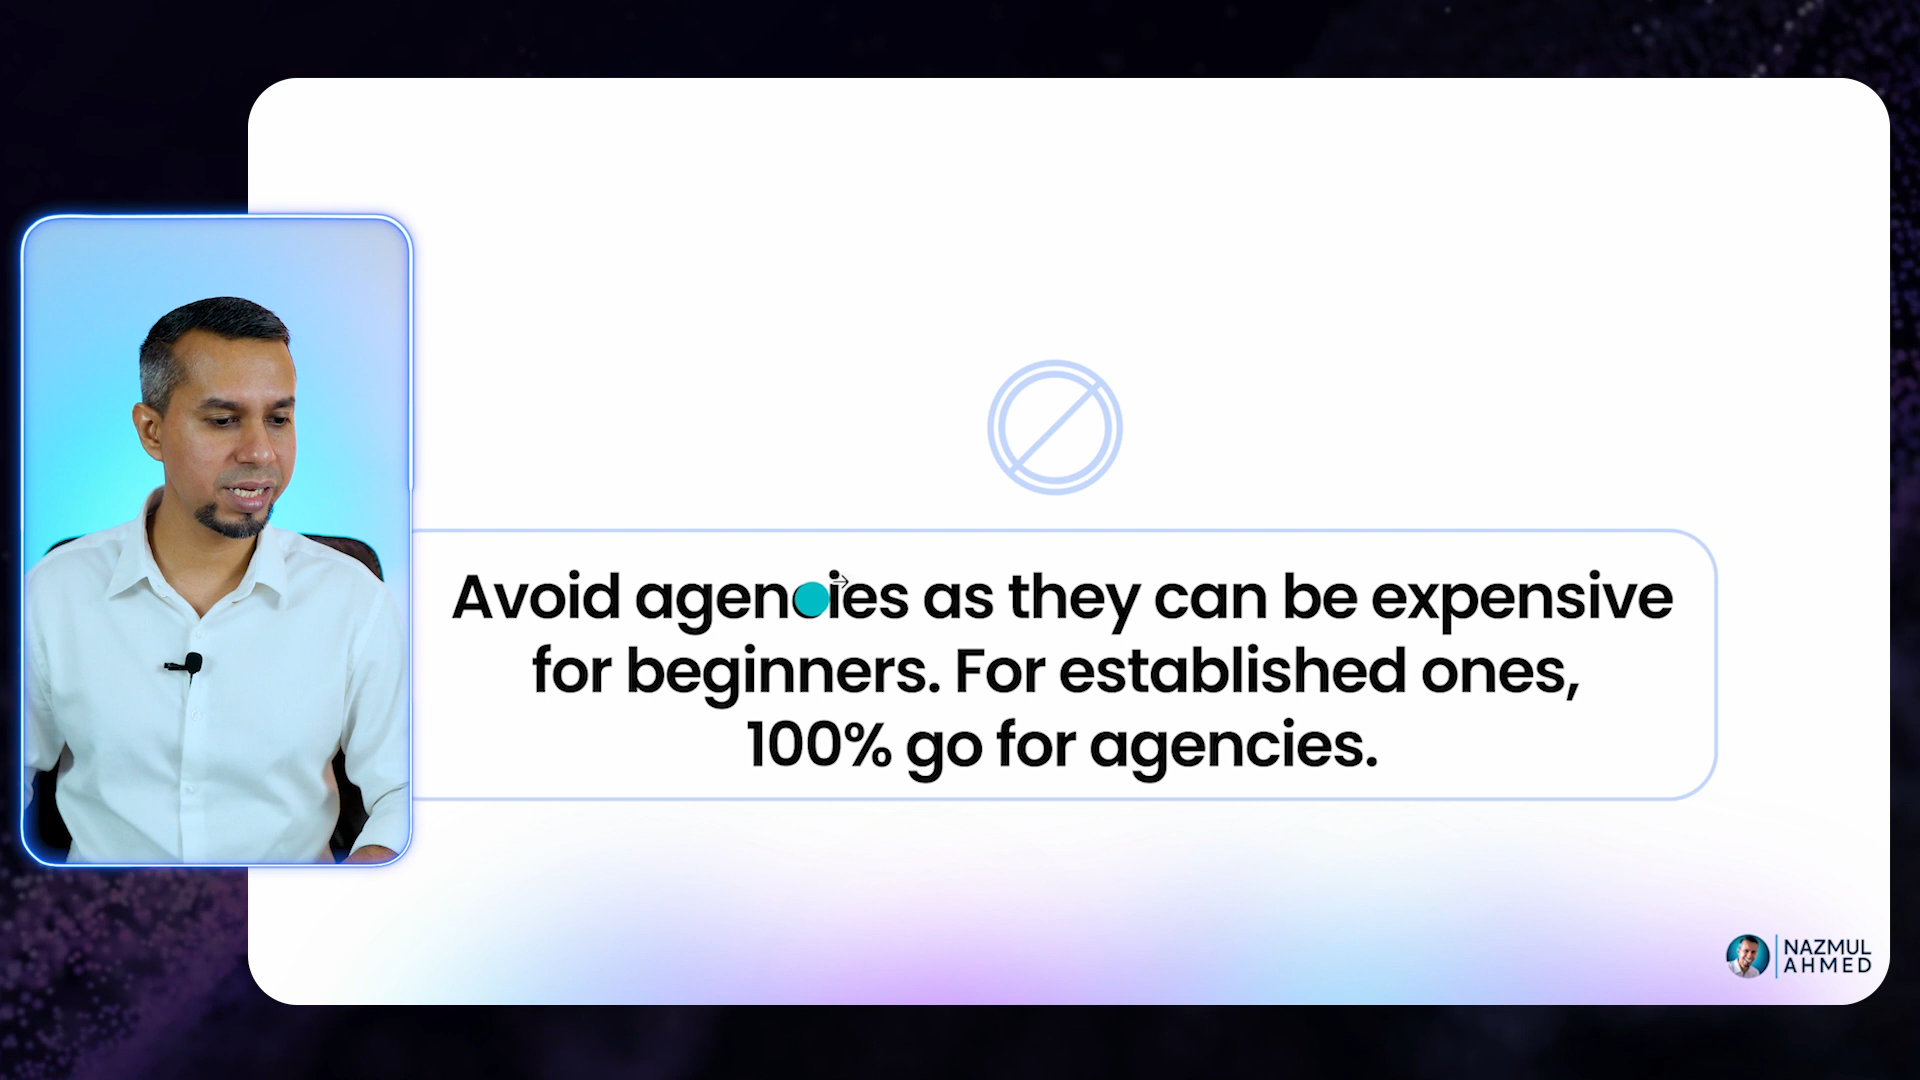 Avoid agencies as they can be expensive
for beginners. For established ones,
100% go for agencies.
NAZMUL
AHMED